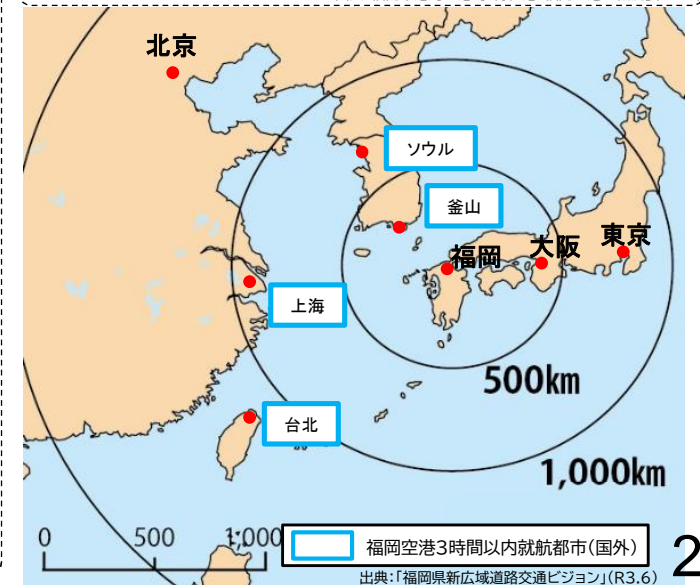 北京
ソウル
釜山
福岡
大阪
東京
上海
台北
500km
1,000km
0 500 1,000
福岡空港3時間以内就航都市(国外)
出典:「福岡県新広域道路交通ビジョン」(R3.6)
2